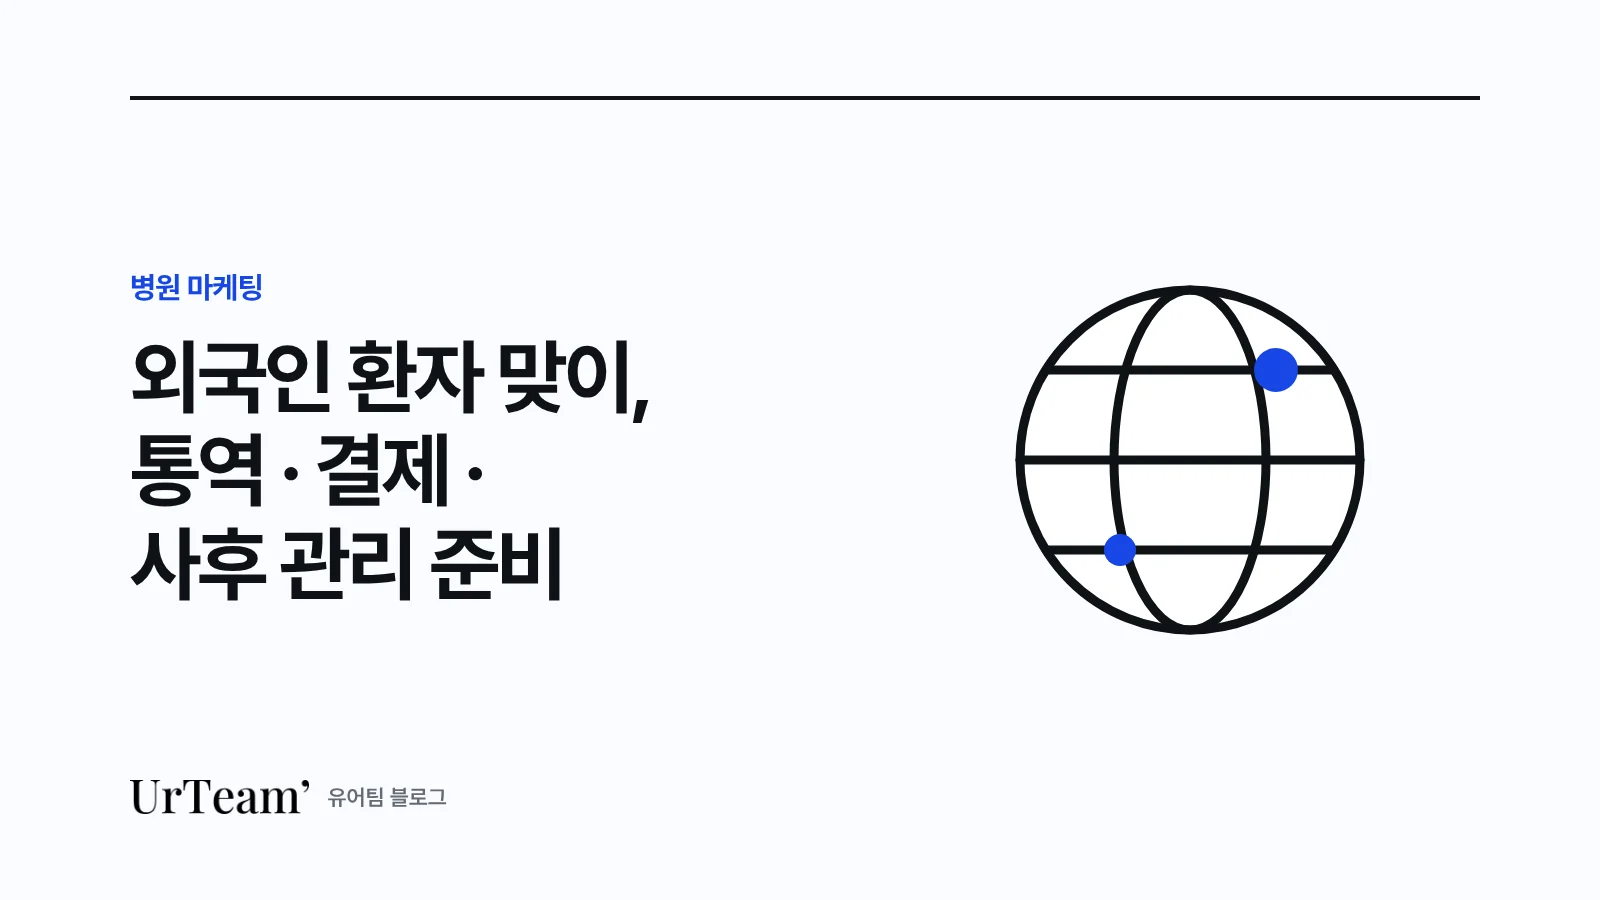 병원 마케팅
외국인 환자 맞이,
통역 · 결제 ·
사후 관리 준비
UrTeam’ 유어팀 블로그